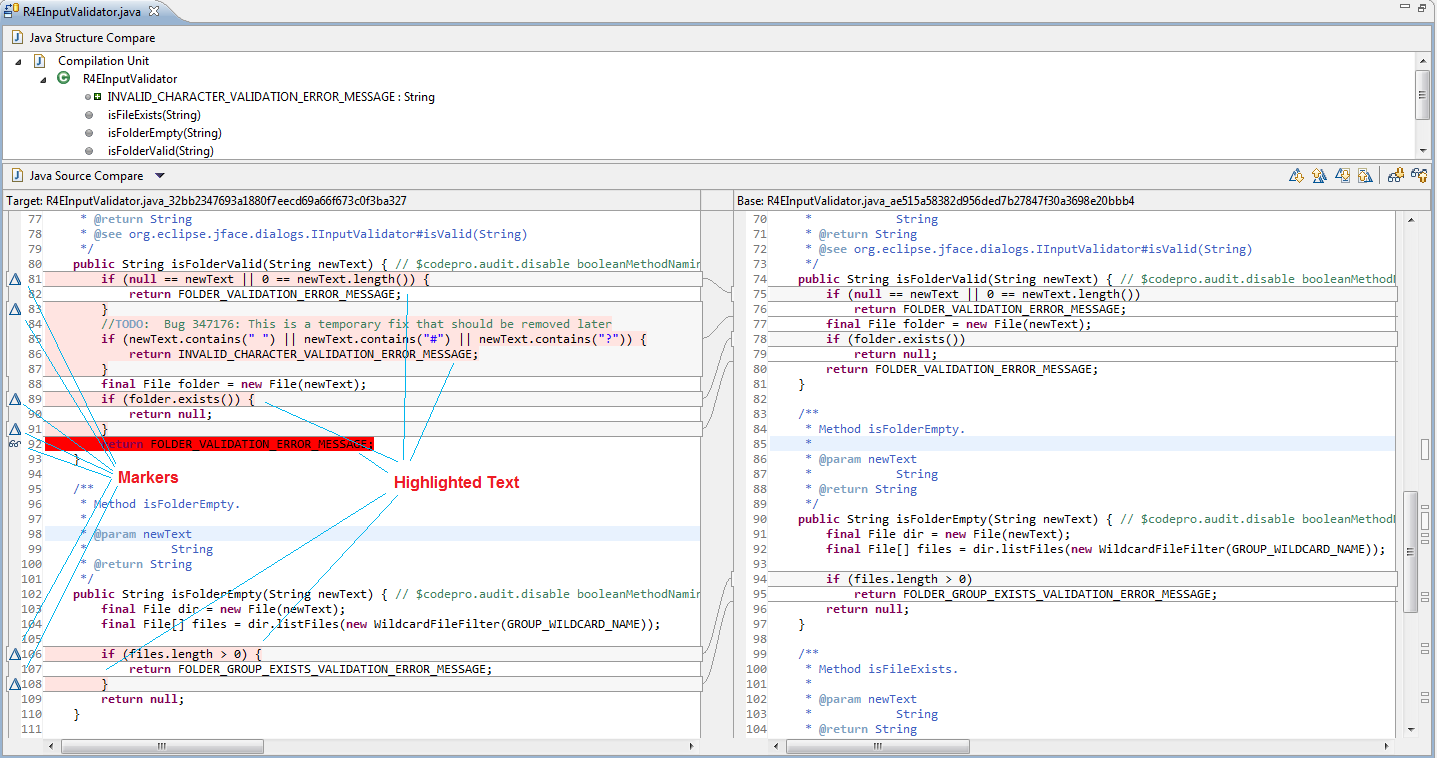 R4EInputValidator.java
Java Structure Compare
Compilation Unit
R4EInputValidator
INVALID_CHARACTER_VALIDATION_ERROR_MESSAGE : String
isFileExists(String)
isFolderEmpty(String)
isFolderValid(String)
Java Source Compare
Target: R4EInputValidator.java_32bb2347693a1880f7eecd69a66f673c0f3ba327
77 * @return String
78 * @see org.eclipse.jface.dialogs.IInputValidator#isValid(String)
79 */
80 public String isFolderValid(String newText) { // $codepro.audit.disable booleanMethodNamin
81 if (null == newText || 0 == newText.length()) {
82 return FOLDER_VALIDATION_ERROR_MESSAGE;
83 }
84 //TODO: Bug 347176: This is a temporary fix that should be removed later
85 if (newText.contains(" ") || newText.contains("#") || newText.contains("?")) {
86 return INVALID_CHARACTER_VALIDATION_ERROR_MESSAGE;
87 }
88 final File folder = new File(newText);
89 if (folder.exists()) {
90 return null;
91 }
92 return FOLDER_VALIDATION_ERROR_MESSAGE;
93 }
94
95 /**
96 * Method isFolderEmpty.
97 *
98 * @param newText
99 * String
100 * @return String
101 */
102 public String isFolderEmpty(String newText) { // $codepro.audit.disable booleanMethodNamin
103 final File dir = new File(newText);
104 final File[] files = dir.listFiles(new WildcardFileFilter(GROUP_WILDCARD_NAME));
105
106 if (files.length > 0) {
107 return FOLDER_GROUP_EXISTS_VALIDATION_ERROR_MESSAGE;
108 }
109 return null;
110 }
111
Markers
Highlighted Text
Base: R4EInputValidator.java_ae515a58382d956ded7b27847f30a3698e20bbb4
70 * String
71 * @return String
72 * @see org.eclipse.jface.dialogs.IInputValidator#isValid(String)
73 */
74 public String isFolderValid(String newText) { // $codepro.audit.disable booleanMethodN
75 if (null == newText || 0 == newText.length())
76 return FOLDER_VALIDATION_ERROR_MESSAGE;
77 final File folder = new File(newText);
78 if (folder.exists())
79 return null;
80 return FOLDER_VALIDATION_ERROR_MESSAGE;
81 }
82
83 /**
84 * Method isFolderEmpty.
85 *
86 * @param newText
87 * String
88 * @return String
89 */
90 public String isFolderEmpty(String newText) { // $codepro.audit.disable booleanMethodN
91 final File dir = new File(newText);
92 final File[] files = dir.listFiles(new WildcardFileFilter(GROUP_WILDCARD_NAME));
93
94 if (files.length > 0)
95 return FOLDER_GROUP_EXISTS_VALIDATION_ERROR_MESSAGE;
96 return null;
97 }
98
99 /**
100 * Method isFileExists.
101 *
102 * @param newText
103 * String
104 * @return String